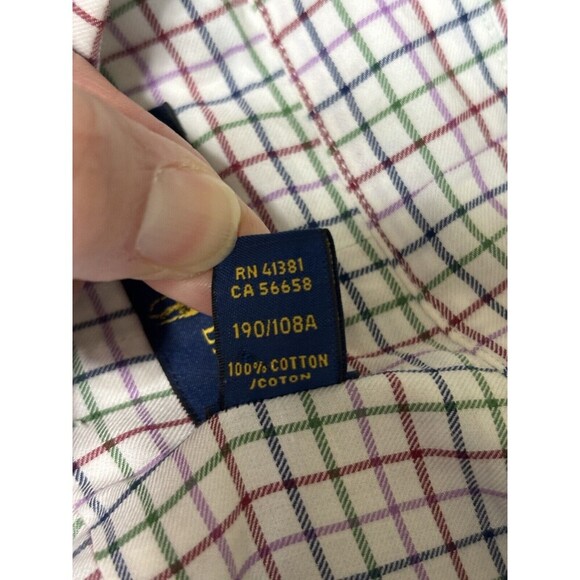 RN 41381
CA 56658
190/108A
100% COTTON
/COTON